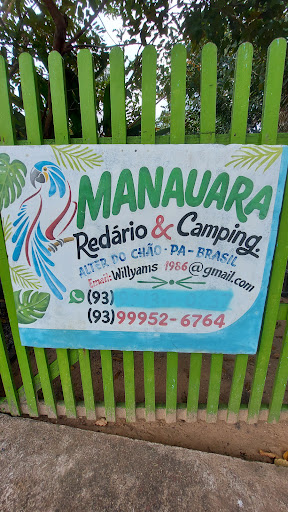 MANAUARA
Redário & Camping
ALTER DO CHÃO - PA - BRASIL
Email: Willyams 1986@gmail.com
(93)
(93) 99952-6764